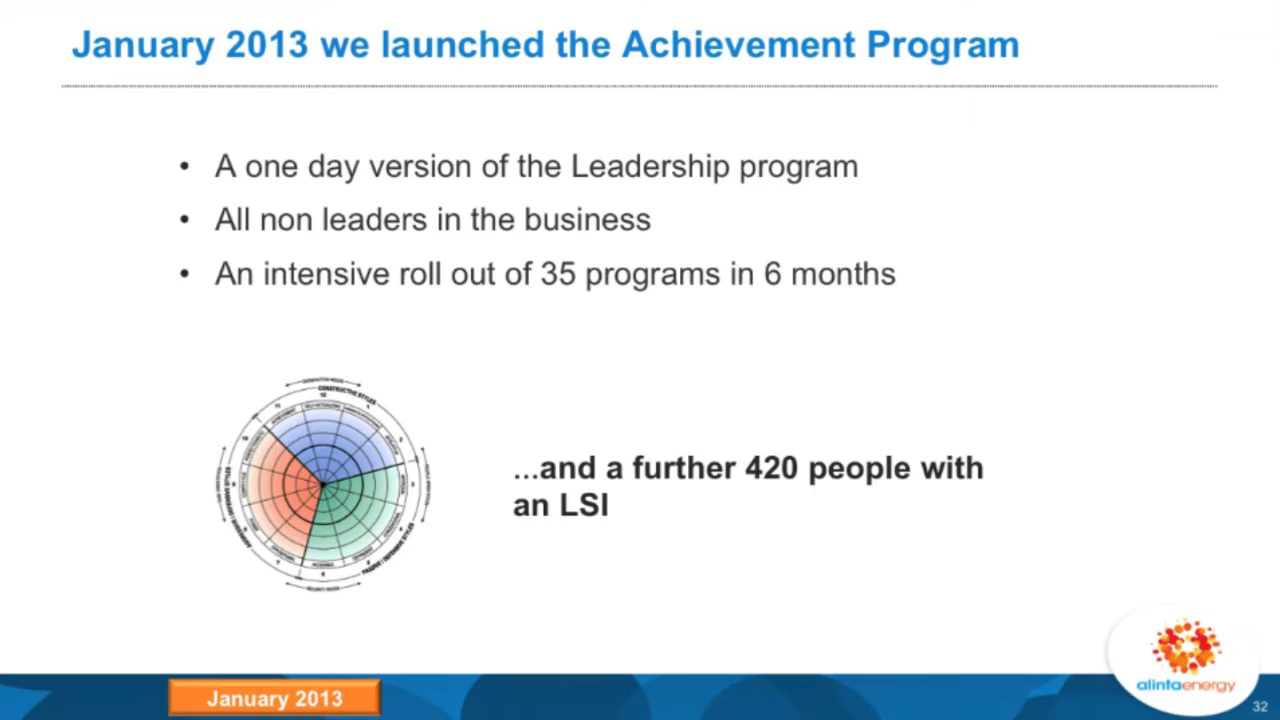 January 2013 we launched the Achievement Program
• A one day version of the Leadership program
• All non leaders in the business
• An intensive roll out of 35 programs in 6 months
CONSTRUCTIVE STYLES
...and a further 420 people with
an LSI
January 2013
alintaenergy
32